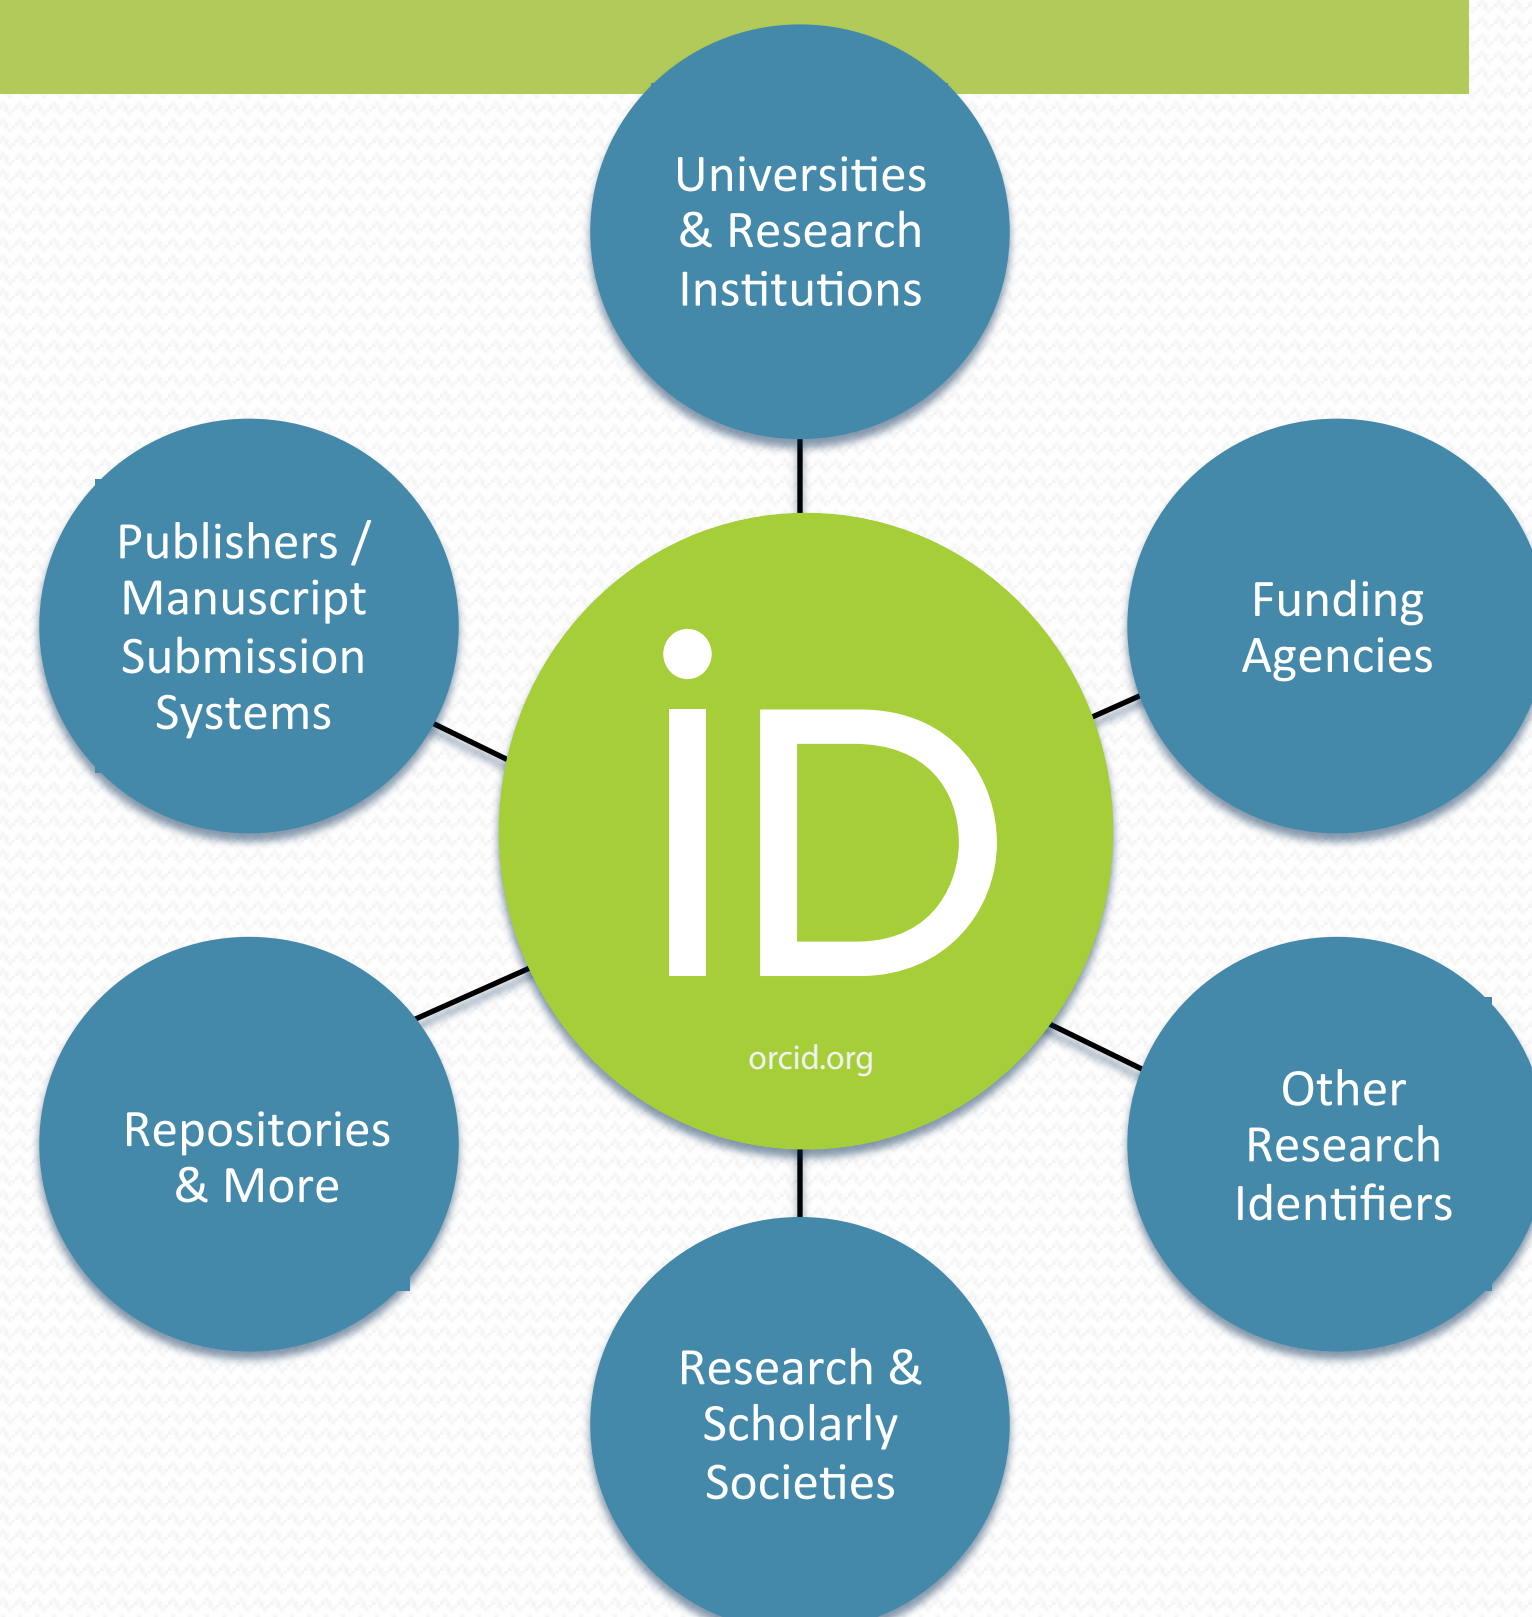 Universities
& Research
Institutions
Publishers /
Manuscript
Submission
Systems
Funding
Agencies
iD
orcid.org
Repositories
& More
Other
Research
Identifiers
Research &
Scholarly
Societies